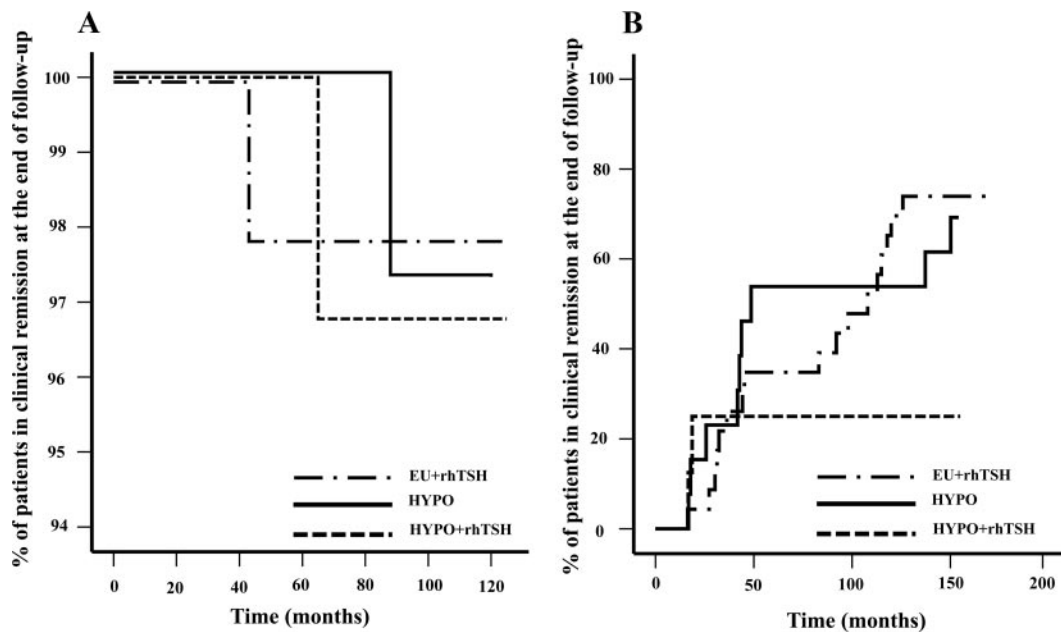 A
% of patients in clinical remission at the end of follow-up
100
99
98
97
96
95
94
EU+rhTSH
HYPO
HYPO+rhTSH
0 20 40 60 80 100 120
Time (months)
B
% of patients in clinical remission at the end of follow-up
100
80
60
40
20
0
EU+rhTSH
HYPO
HYPO+rhTSH
0 50 100 150 200
Time (months)